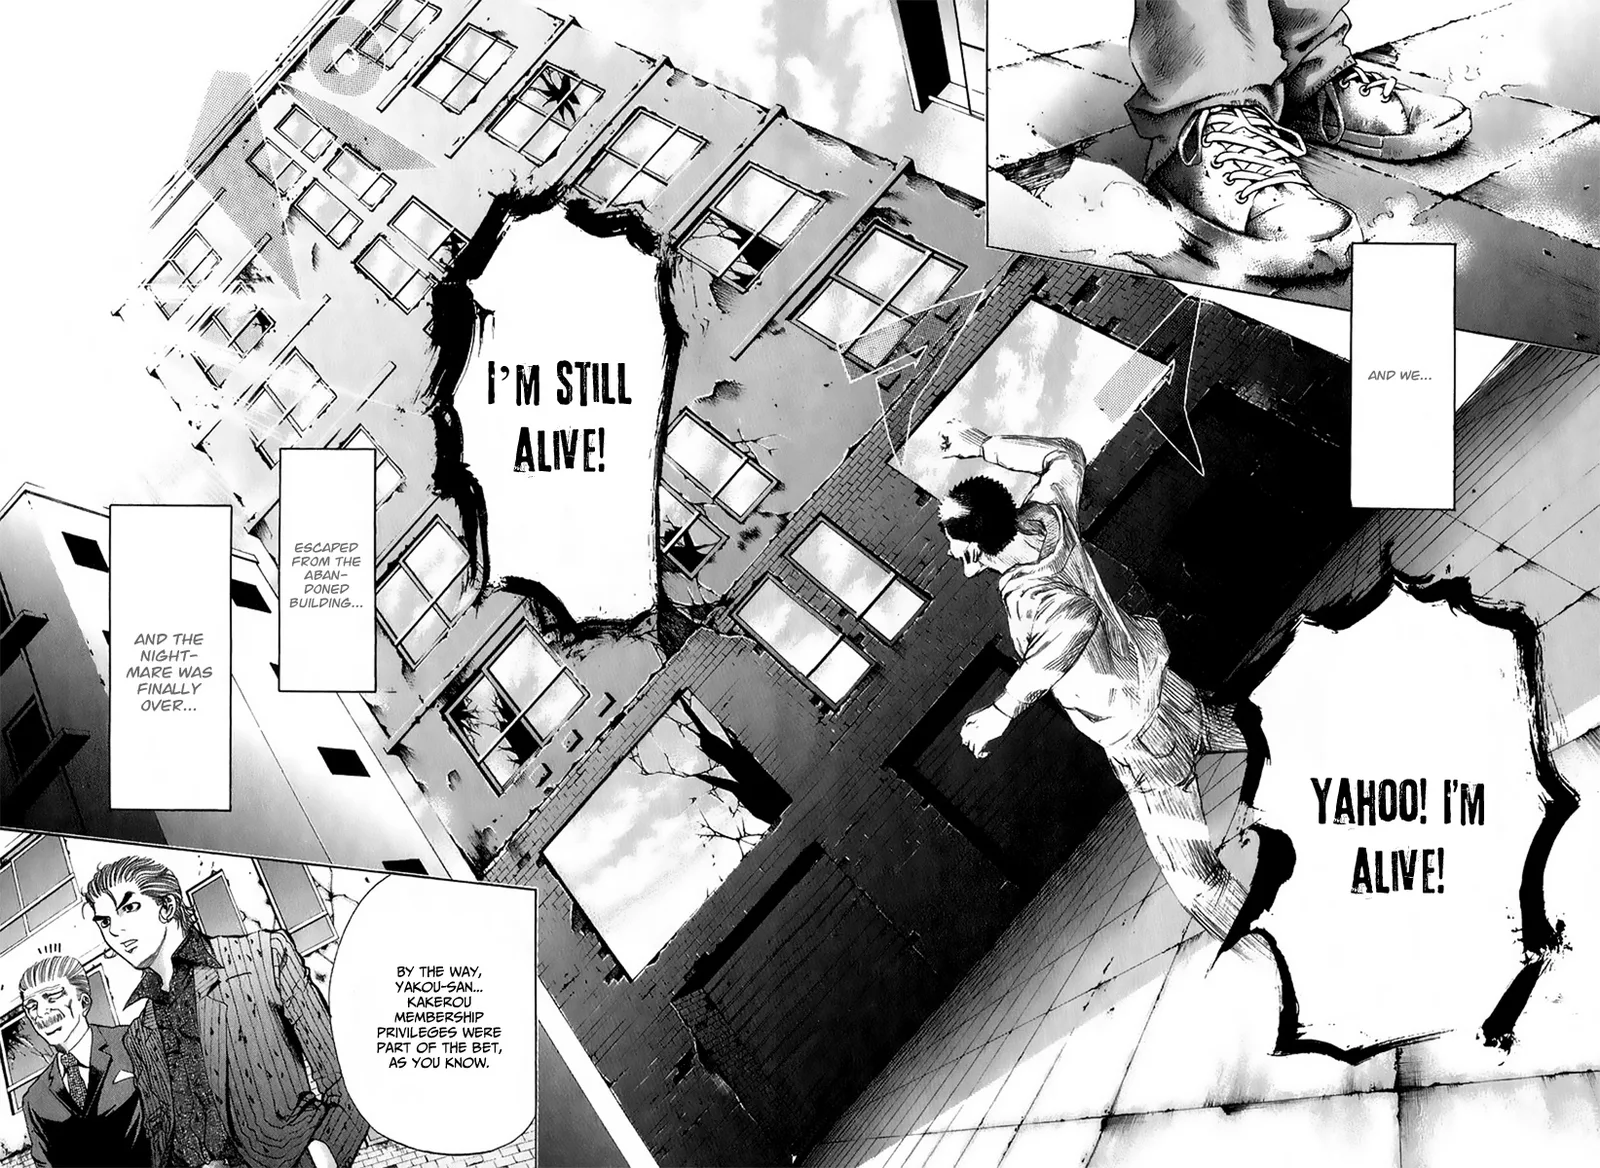 AND WE...
YAHOO! I'M
ALIVE!
I'M STILL
ALIVE!
ESCAPED
FROM THE
ABAN-
DONED
BUILDING...
AND THE
NIGHT-
MARE WAS
FINALLY
OVER...
BY THE WAY,
YAKOU-SAN...
KAKEROU
MEMBERSHIP
PRIVILEGES WERE
PART OF THE BET,
AS YOU KNOW.